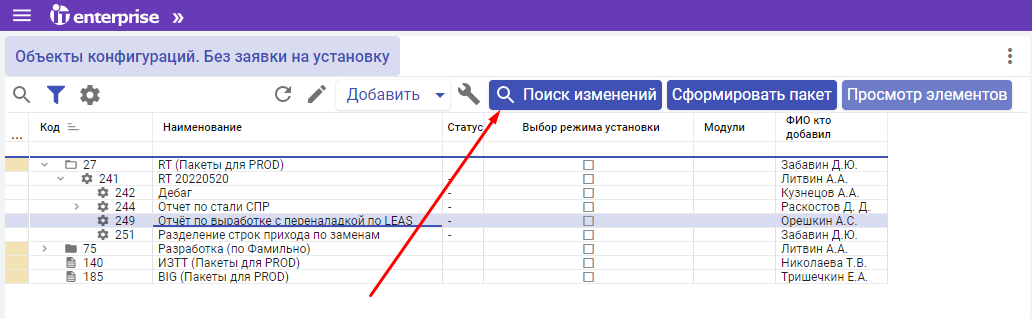 it enterprise »
Объекты конфигураций. Без заявки на установку
Добавить Поиск изменений Сформировать пакет Просмотр элементов
... Код Наименование Статус Выбор режима установки Модули ФИО кто
добавил
27 RT (Пакеты для PROD) Забавин Д.Ю.
241 RT 20220520 - Литвин А.А.
242 Дебаг - Кузнецов А.А.
244 Отчет по стали СПР - Раскостов Д. Д.
249 Отчёт по выработке с переналадкой по LEAS - Орешкин А.С.
251 Разделение строк прихода по заменам - Забавин Д.Ю.
75 Разработка (по Фамильно) Литвин А.А.
140 ИЗТТ (Пакеты для PROD) Николаева Т.В.
185 BIG (Пакеты для PROD) Тришечкин Е.А.